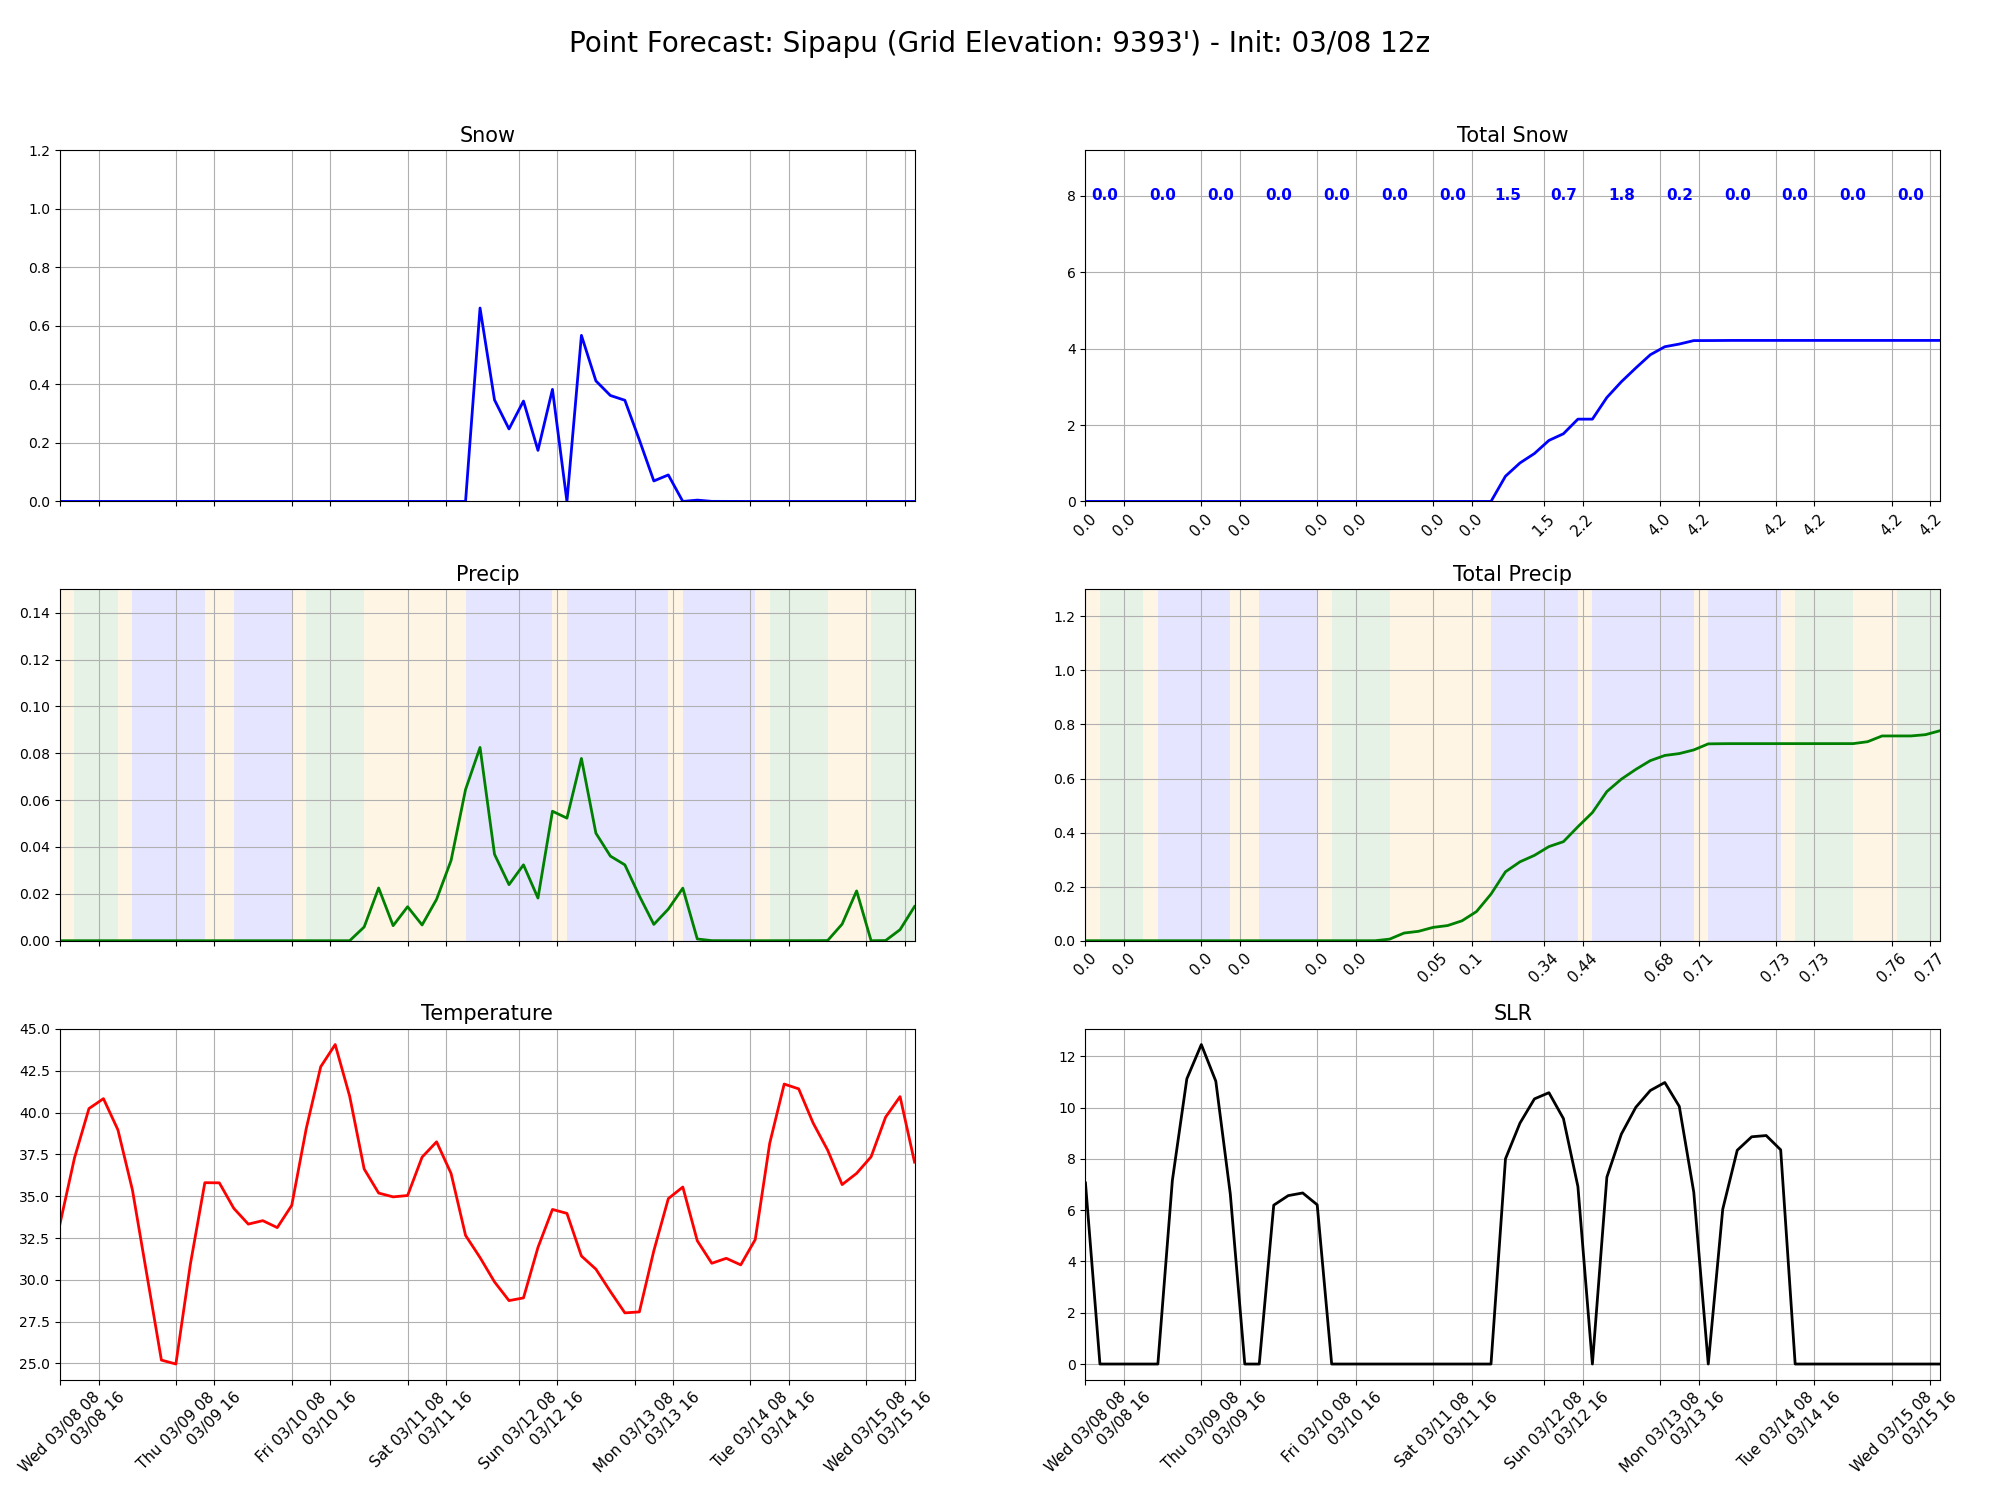 Point Forecast: Sipapu (Grid Elevation: 9393') - Init: 03/08 12z
Snow
1.2
1.0
0.8
0.6
0.4
0.2
0.0
Total Snow
8
6
4
2
0
0.0 0.0 0.0 0.0 0.0 0.0 0.0 1.5 0.7 1.8 0.2 0.0 0.0 0.0 0.0
0.0 0.0 0.0 0.0 0.0 0.0 0.0 0.0 1.5 2.2 4.0 4.2 4.2 4.2 4.2 4.2
Precip
0.14
0.12
0.10
0.08
0.06
0.04
0.02
0.00
Total Precip
1.2
1.0
0.8
0.6
0.4
0.2
0.0
0.0 0.0 0.0 0.0 0.0 0.0 0.05 0.1 0.34 0.44 0.68 0.71 0.73 0.73 0.76 0.77
Temperature
45.0
42.5
40.0
37.5
35.0
32.5
30.0
27.5
25.0
Wed 03/08 08
03/08 16
Thu 03/09 08
03/09 16
Fri 03/10 08
03/10 16
Sat 03/11 08
03/11 16
Sun 03/12 08
03/12 16
Mon 03/13 08
03/13 16
Tue 03/14 08
03/14 16
Wed 03/15 08
03/15 16
SLR
12
10
8
6
4
2
0
Wed 03/08 08
03/08 16
Thu 03/09 08
03/09 16
Fri 03/10 08
03/10 16
Sat 03/11 08
03/11 16
Sun 03/12 08
03/12 16
Mon 03/13 08
03/13 16
Tue 03/14 08
03/14 16
Wed 03/15 08
03/15 16